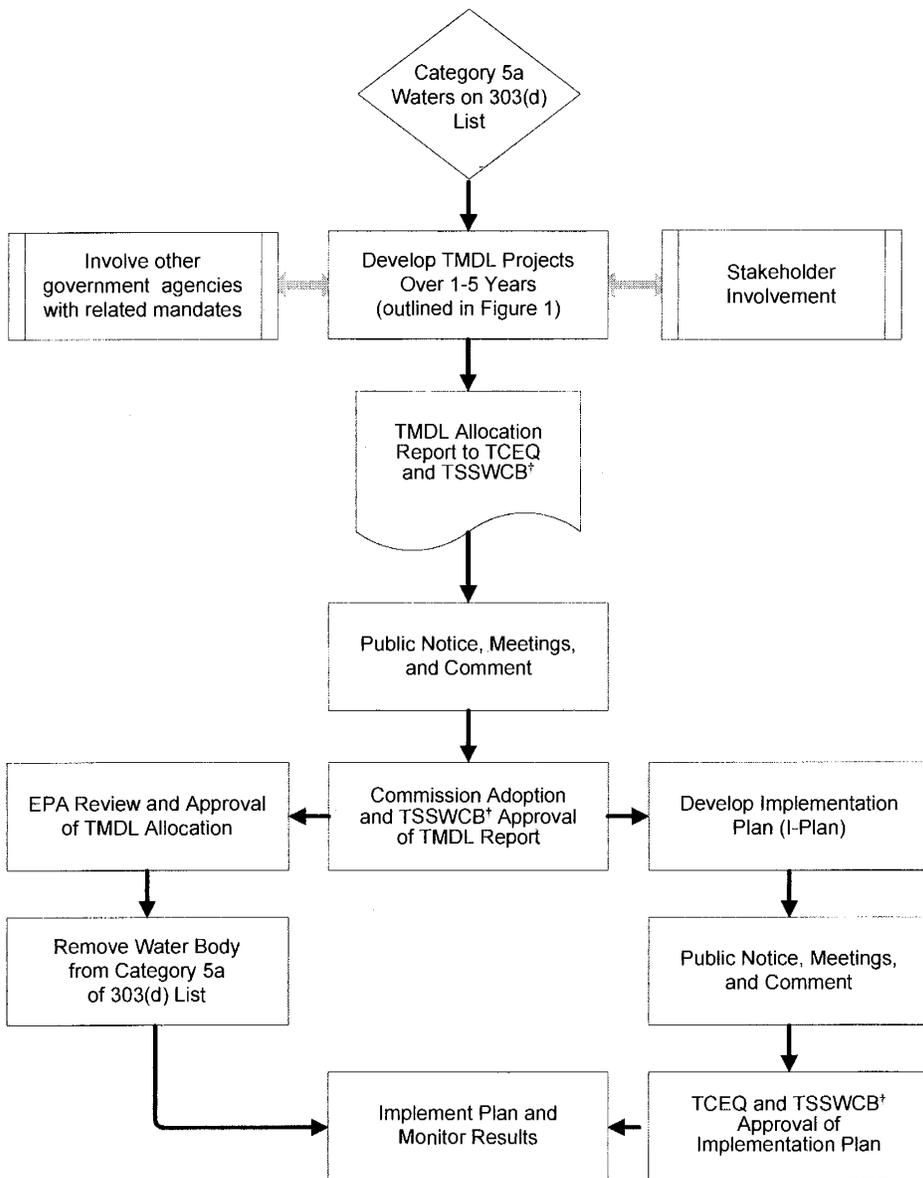 Category 5a
Waters on 303(d)
List
Involve other
government agencies
with related mandates
Develop TMDL Projects
Over 1-5 Years
(outlined in Figure 1)
Stakeholder
Involvement
TMDL Allocation
Report to TCEQ
and TSSWCB†
Public Notice, Meetings,
and Comment
EPA Review and Approval
of TMDL Allocation
Commission Adoption
and TSSWCB† Approval
of TMDL Report
Develop Implementation
Plan (I-Plan)
Remove Water Body
from Category 5a
of 303(d) List
Public Notice, Meetings,
and Comment
Implement Plan and
Monitor Results
TCEQ and TSSWCB†
Approval of
Implementation Plan